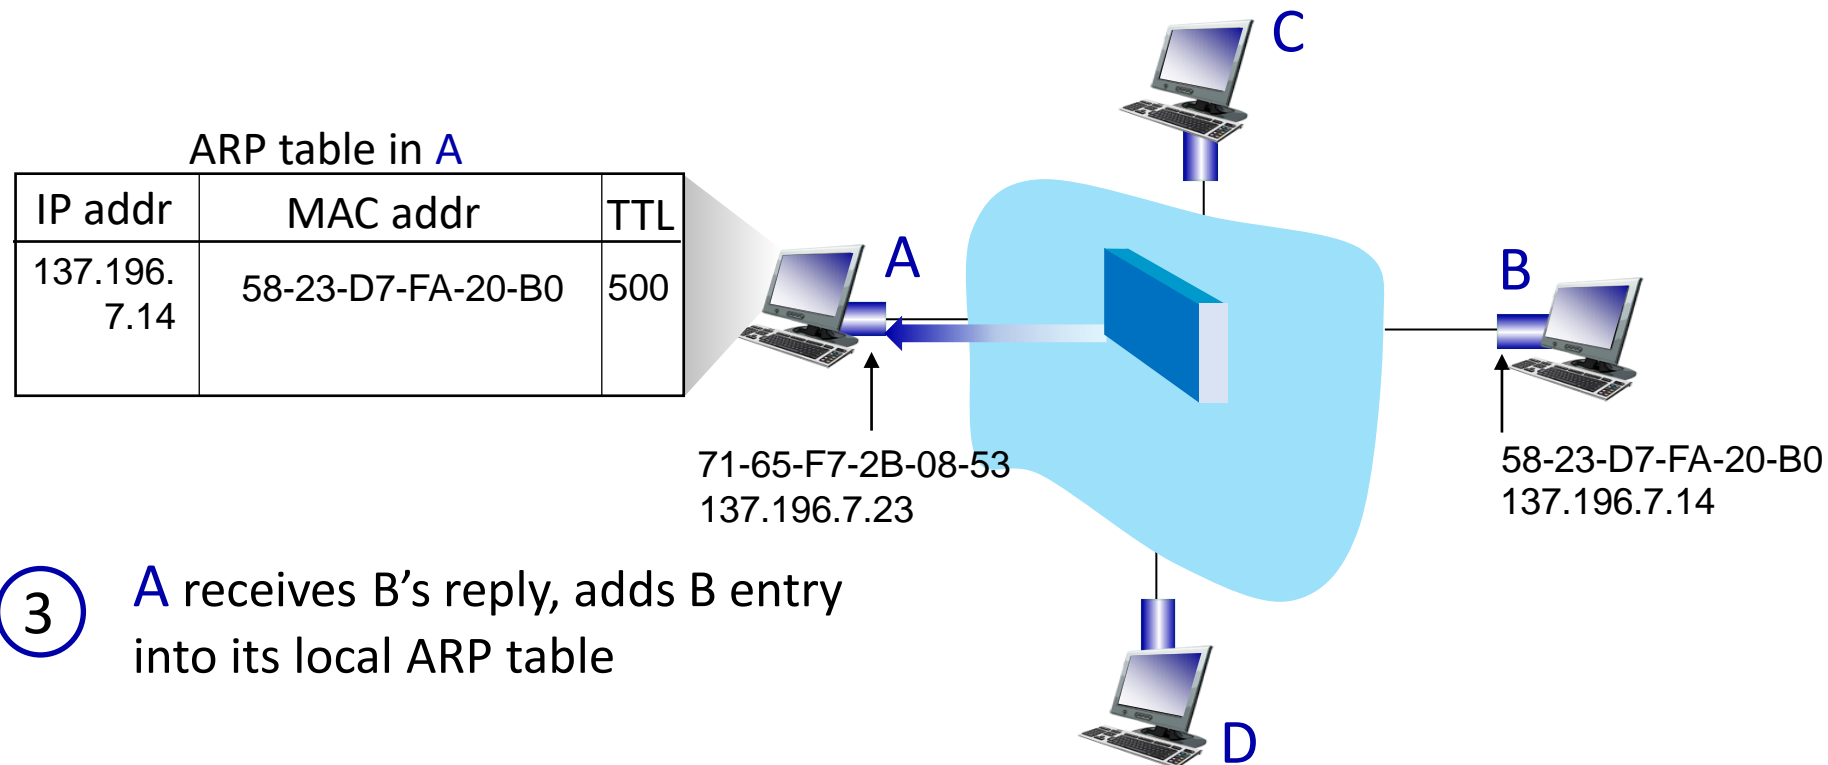 C
ARP table in A
IP addr MAC addr TTL
137.196.
7.14
58-23-D7-FA-20-B0
500
A
B
71-65-F7-2B-08-53
137.196.7.23
58-23-D7-FA-20-B0
137.196.7.14
3
A receives B’s reply, adds B entry
into its local ARP table
D